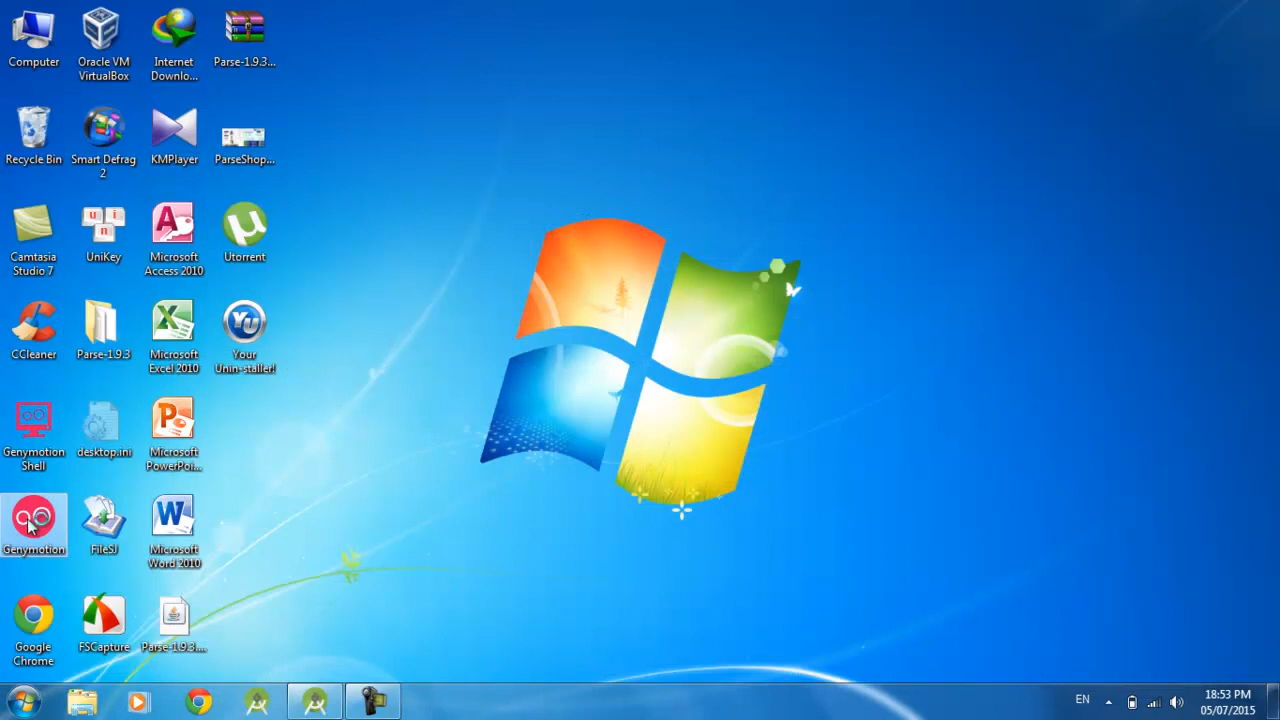 Computer
Oracle VM
VirtualBox
Internet
Downlo...
Parse-1.9.3...
Recycle Bin
Smart Defrag
2
KMPlayer
ParseShop...
Camtasia
Studio 7
u
i
n
UniKey
A
Microsoft
Access 2010
µ
Utorrent
CCleaner
Parse-1.9.3
X
Microsoft
Excel 2010
YU
Your
Unin-staller!
Genymotion
Shell
desktop.ini
P
Microsoft
PowerPoi...
Genymotion
FileSJ
W
Microsoft
Word 2010
Google
Chrome
FSCapture
Parse-1.9.3....
EN
18:53 PM
05/07/2015